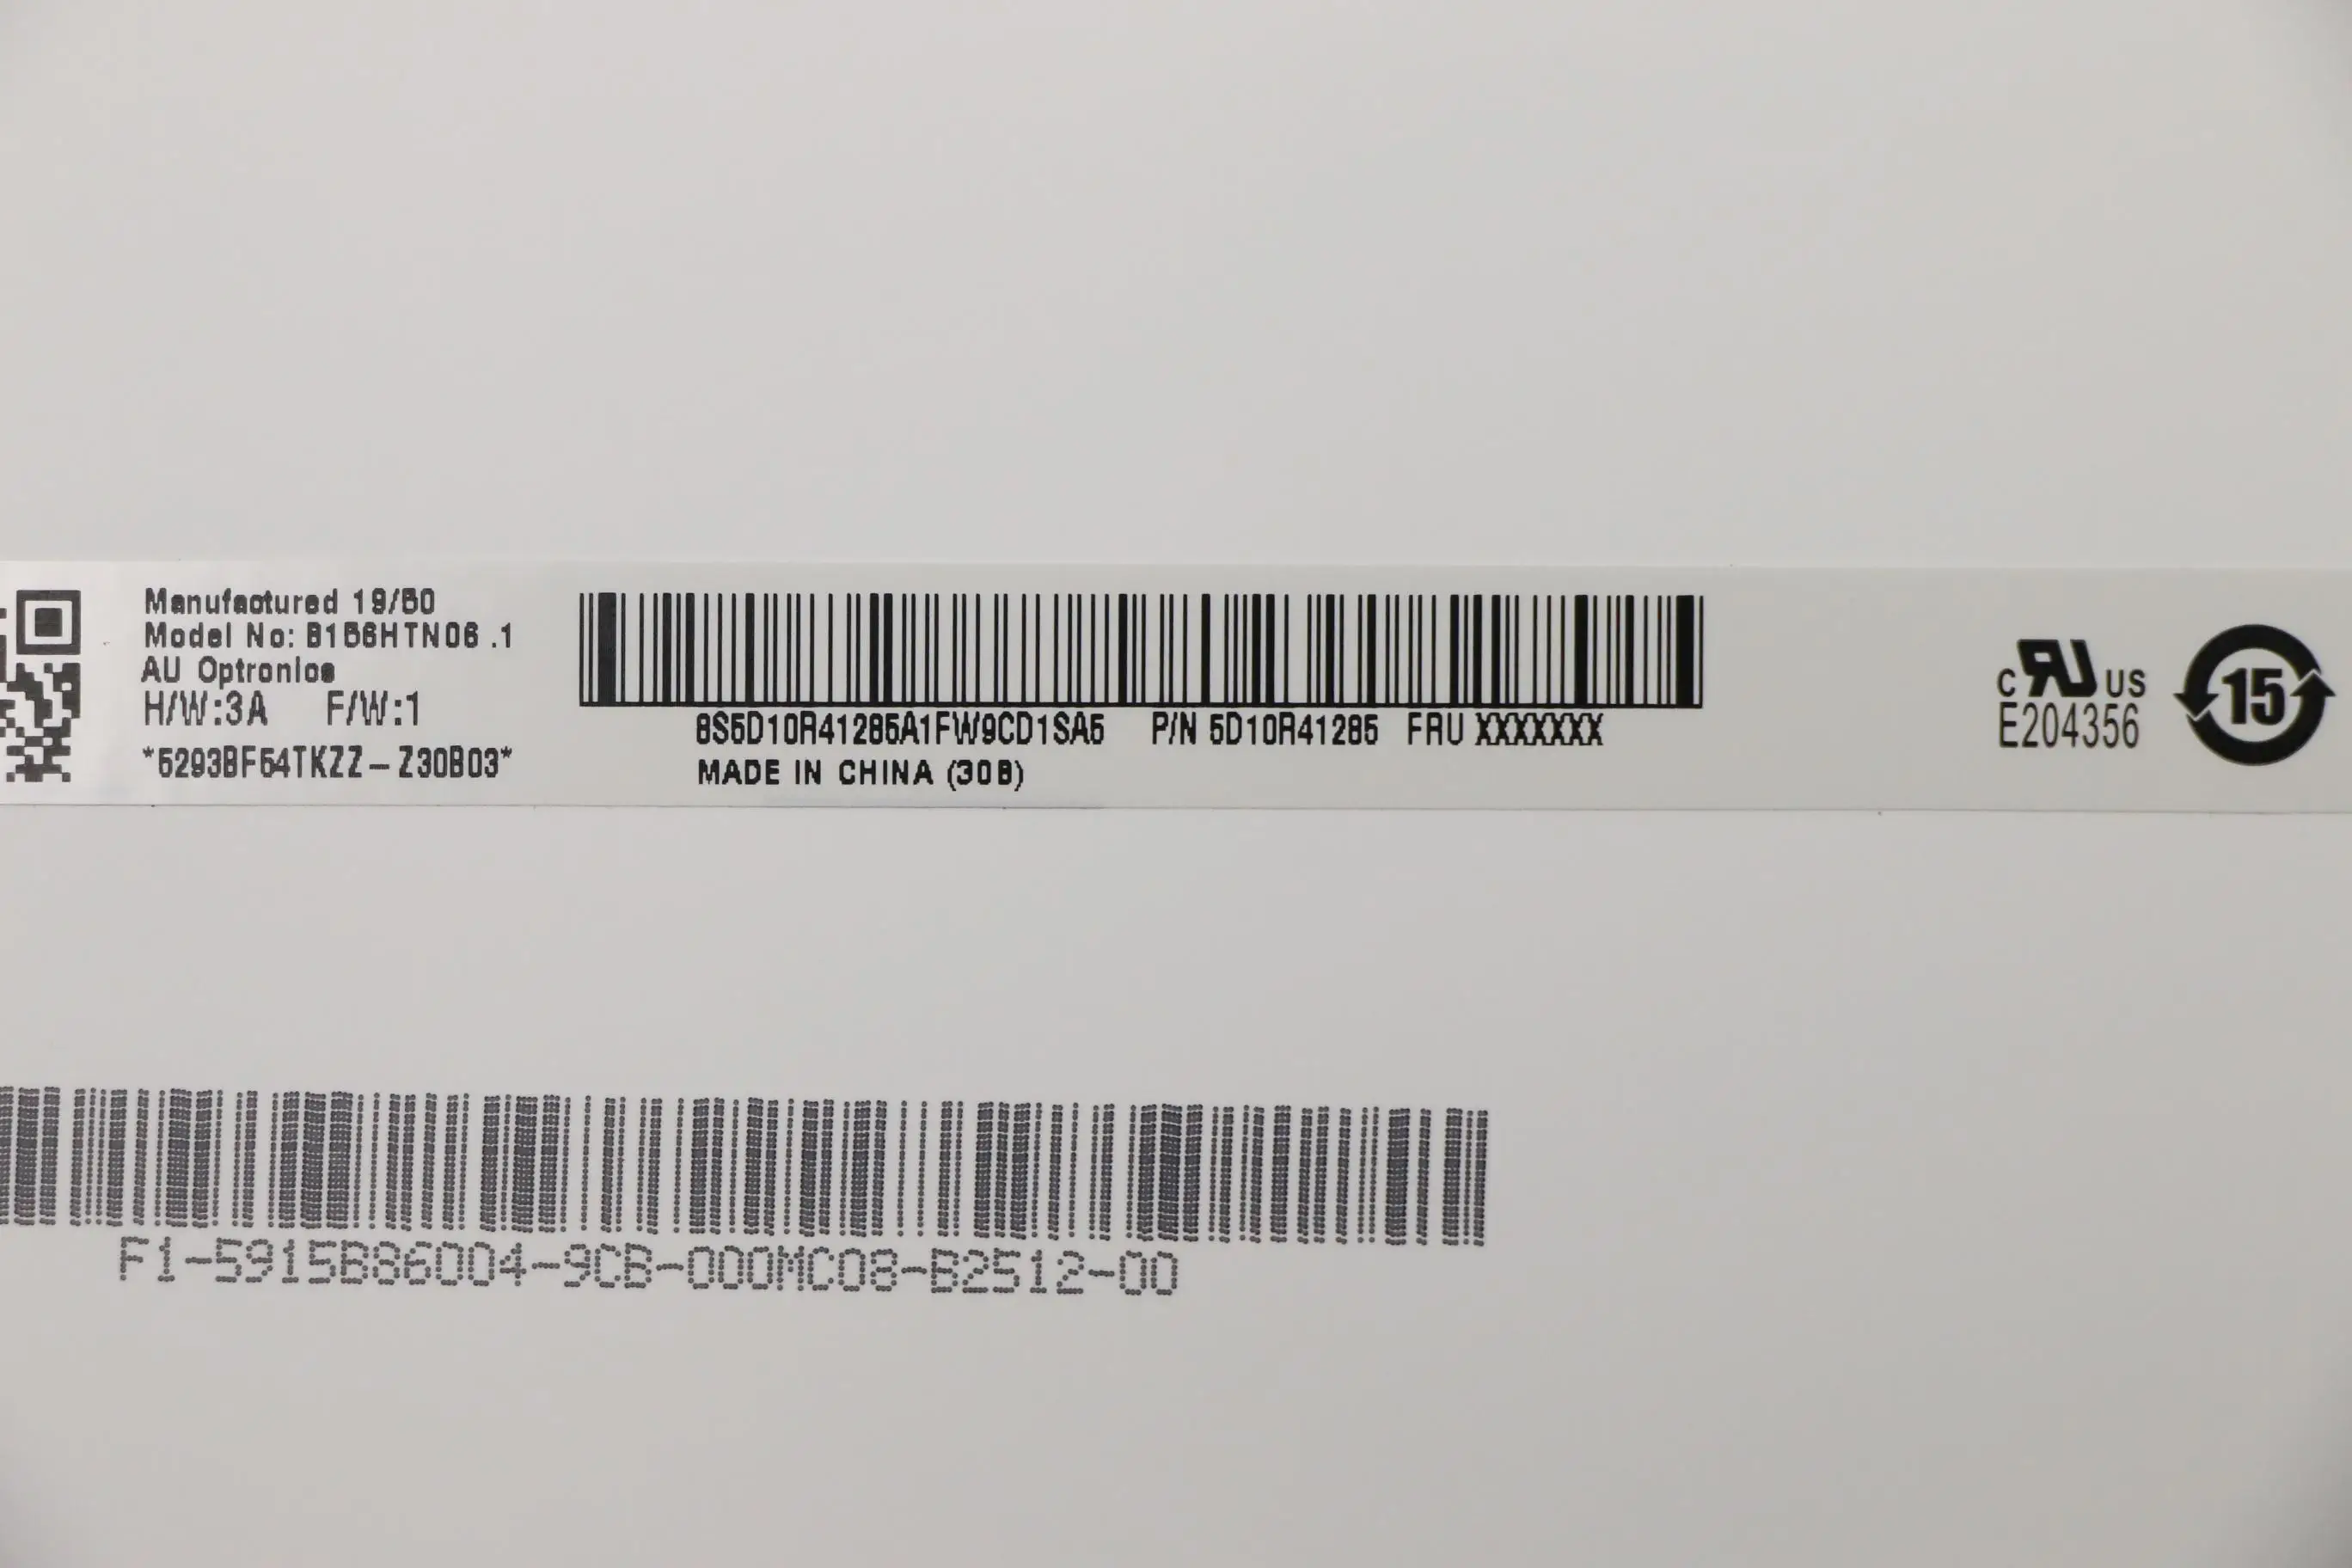 Manufactured 19/50
Model No: B156HTN06 .1
AU Optronics
H/W:3A F/W:1
*5293BF54TKZZ-Z30B03*
8S5D10R41285A1FW9CD1SA5 P/N 5D10R41285 FRU XXXXXXX
MADE IN CHINA (30B)
c RU US
E204356
15
F1-5915B86004-9CB-000MC08-B2512-00